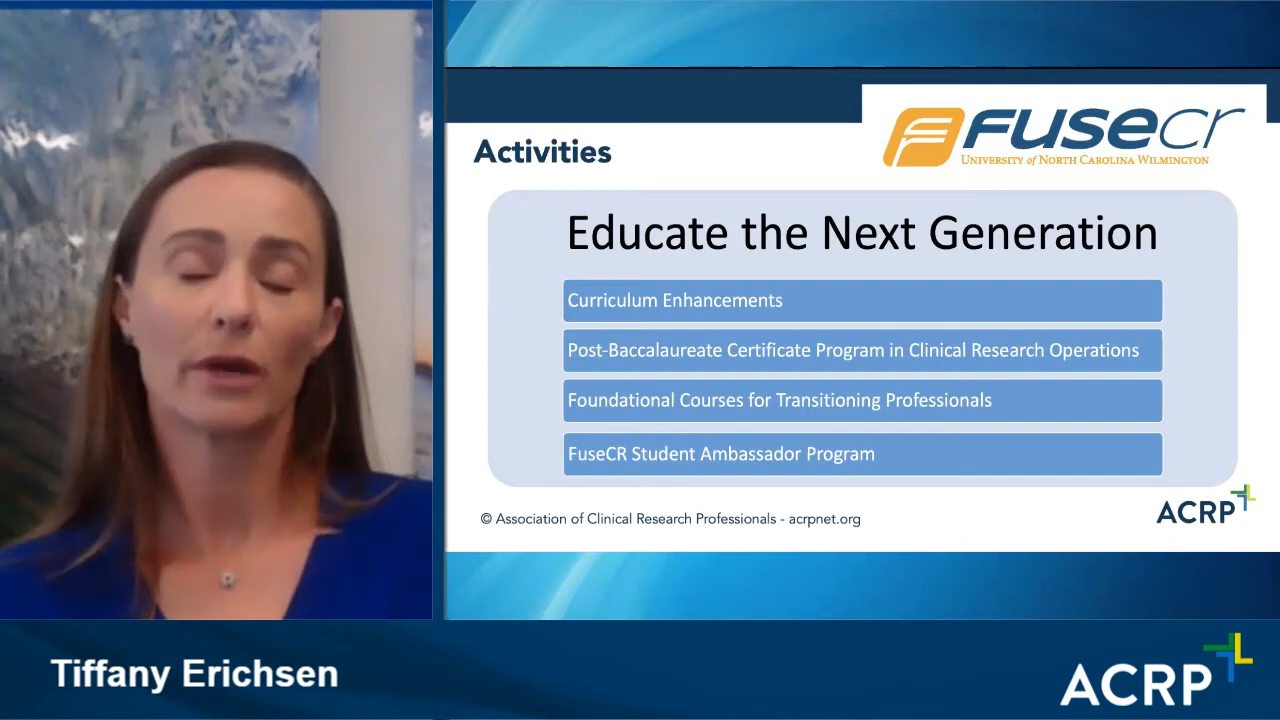 FUSEcr
UNIVERSITY of NORTH CAROLINA WILMINGTON
Activities
Educate the Next Generation
Curriculum Enhancements
Post-Baccalaureate Certificate Program in Clinical Research Operations
Foundational Courses for Transitioning Professionals
FuseCR Student Ambassador Program
© Association of Clinical Research Professionals - acrpnet.org
ACRP
Tiffany Erichsen
ACRP